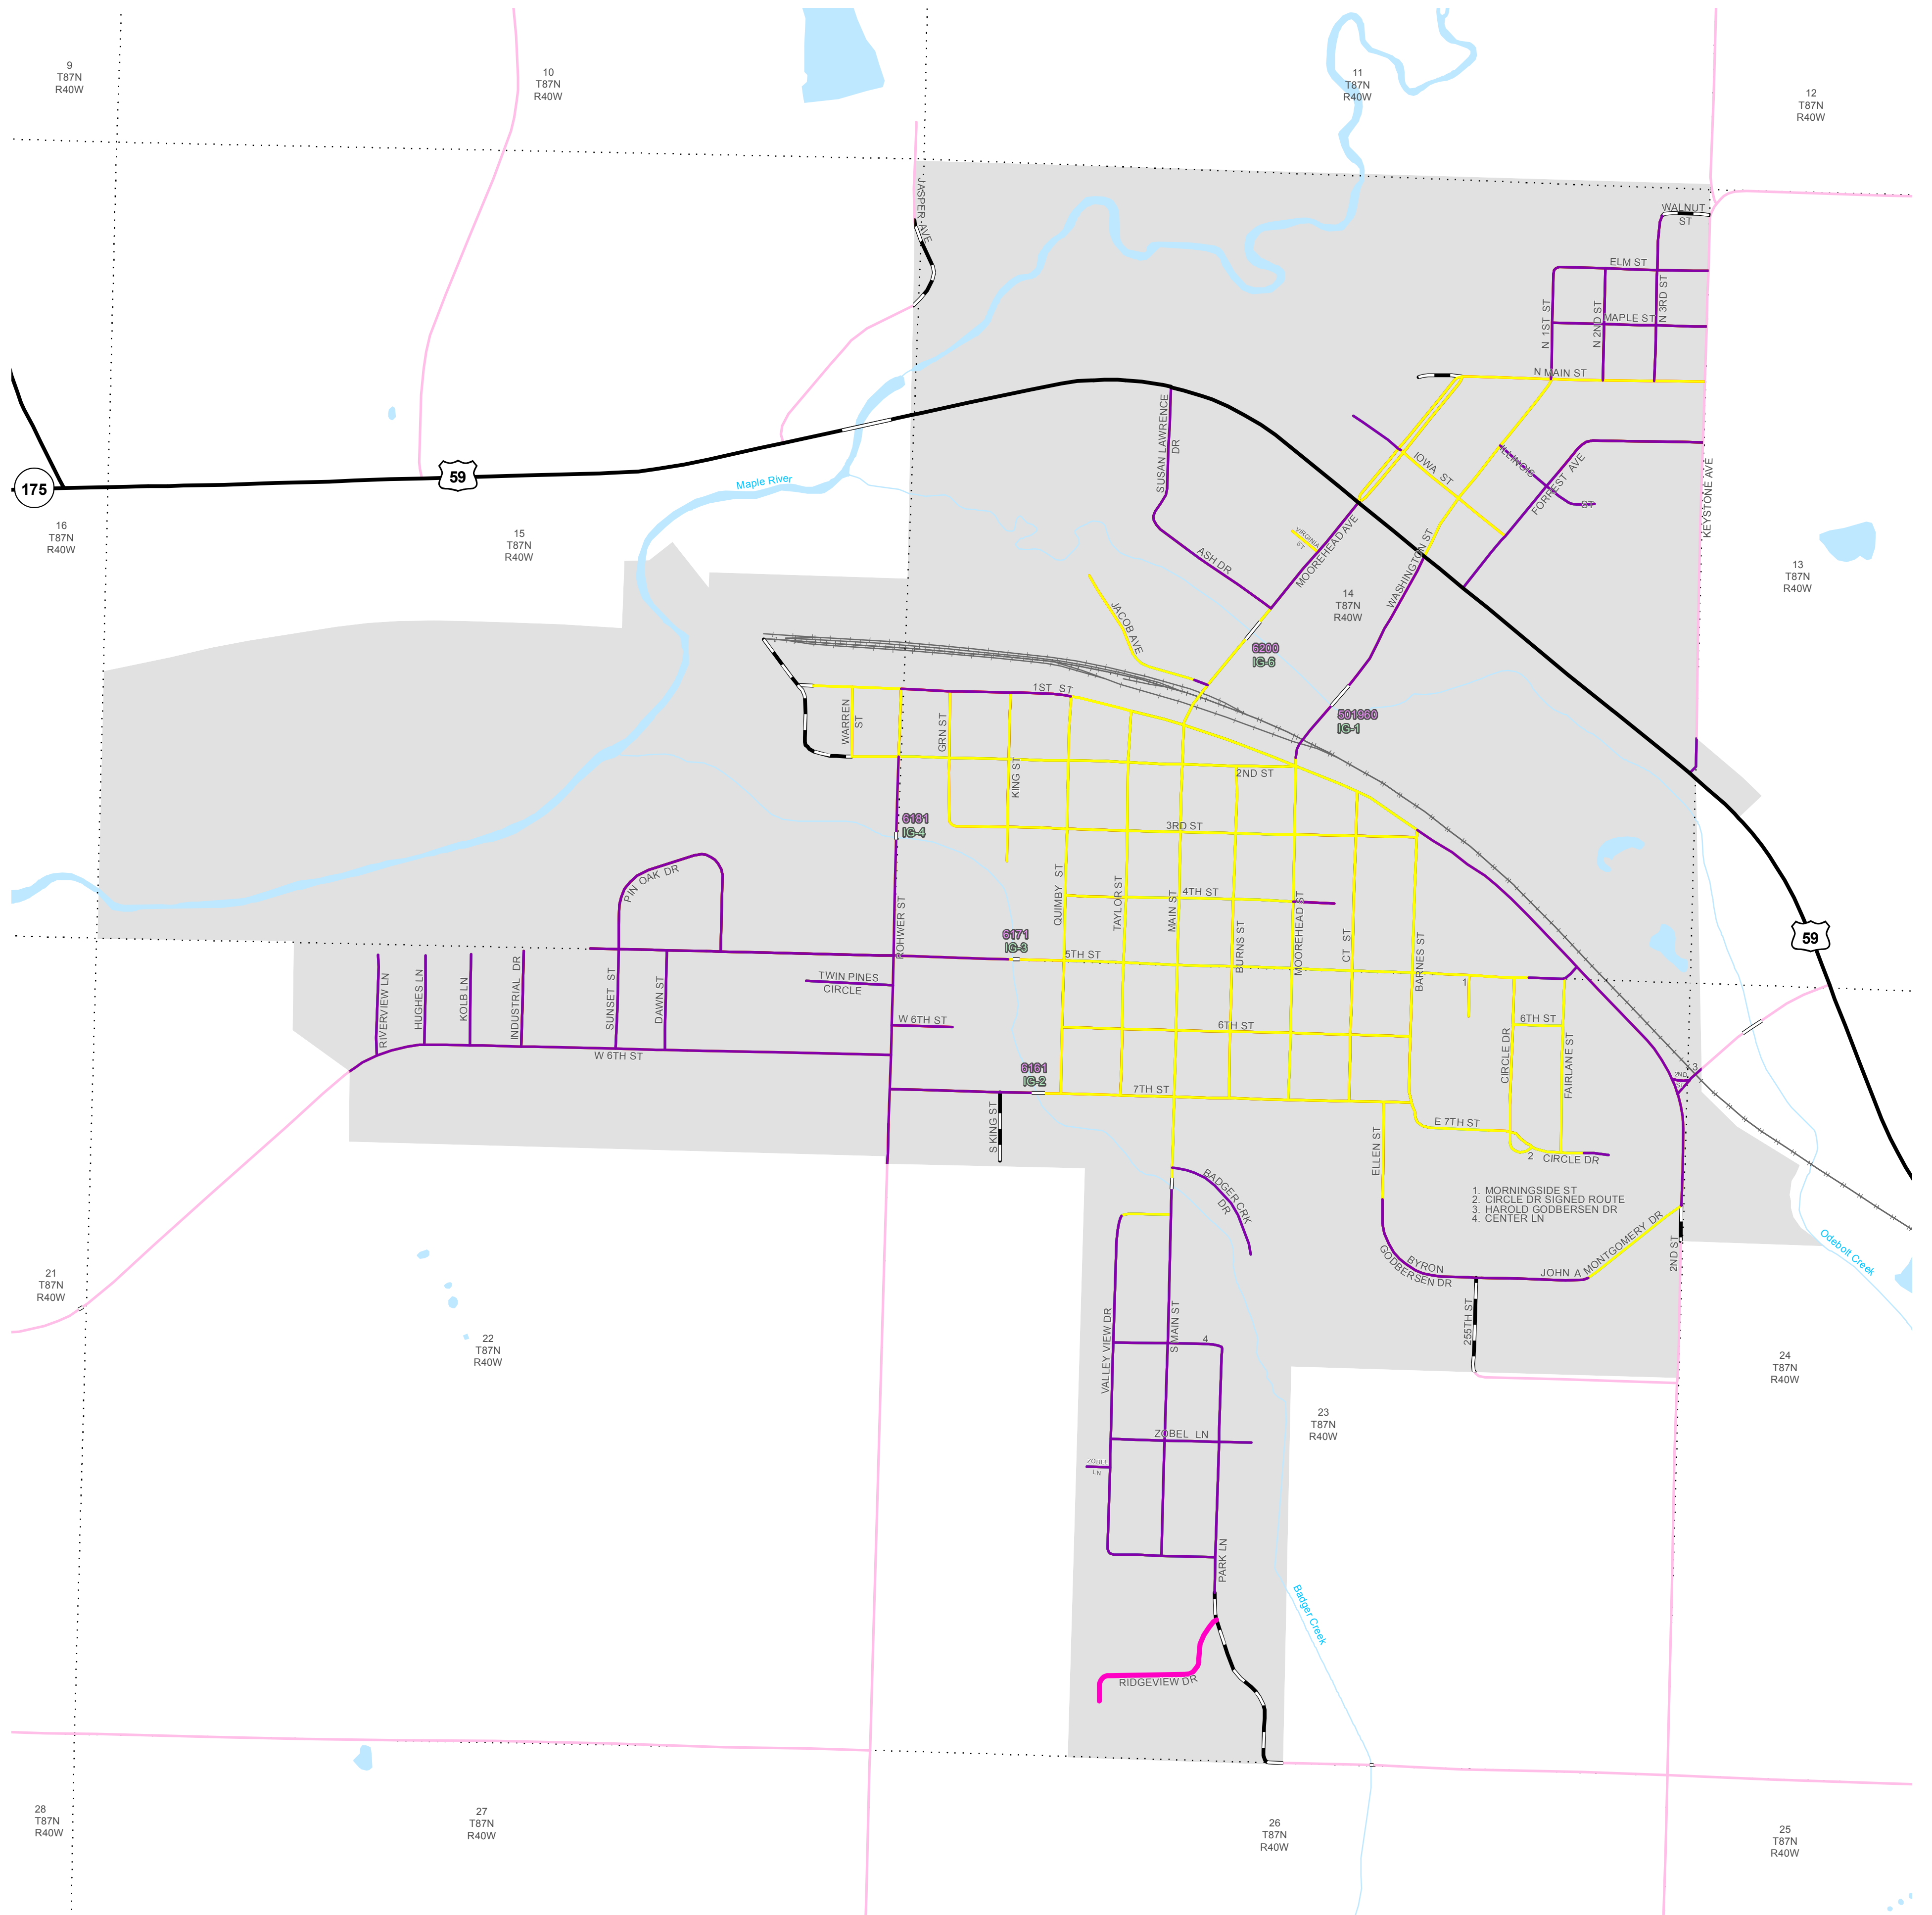 9
T87N
R40W
10
T87N
R40W
11
T87N
R40W
12
T87N
R40W
JASPER AVE
WALNUT
ST
ELM ST
N 1ST ST
N 2ND ST
MAPLE ST
N 3RD ST
N MAIN ST
SUSAN LAWRENCE
DR
IOWA ST
ILLINOIS
ST
FORREST AVE
KEYSTONE AVE
175
59
Maple River
16
T87N
R40W
15
T87N
R40W
VIRGINIA
ST
MOOREHEAD AVE
WASHINGTON ST
ASH DR
14
T87N
R40W
13
T87N
R40W
JACOB AVE
6200
IG-6
501960
IG-1
1ST ST
WARREN
ST
GRN ST
KING ST
2ND ST
6181
IG-4
3RD ST
PIN OAK DR
ROHWER ST
QUIMBY ST
TAYLOR ST
MAIN ST
4TH ST
BURNS ST
MOOREHEAD ST
CT ST
BARNES ST
59
6171
IG-3
5TH ST
1
RIVERVIEW LN
HUGHES LN
KOLB LN
INDUSTRIAL DR
SUNSET ST
DAWN ST
TWIN PINES
CIRCLE
W 6TH ST
6TH ST
6TH ST
CIRCLE DR
FAIRLANE ST
W 6TH ST
6161
IG-2
7TH ST
2ND
3
S KING ST
E 7TH ST
ELLEN ST
2
CIRCLE DR
BADGER CRK
DR
1. MORNINGSIDE ST
2. CIRCLE DR SIGNED ROUTE
3. HAROLD GODBERSEN DR
4. CENTER LN
BYRON
GODBERSEN DR
JOHN A MONTGOMERY DR
2ND ST
Odebolt Creek
21
T87N
R40W
22
T87N
R40W
VALLEY VIEW DR
S MAIN ST
4
255TH ST
24
T87N
R40W
23
T87N
R40W
ZOBEL LN
ZOBEL
LN
PARK LN
Badger Creek
RIDGEVIEW DR
28
T87N
R40W
27
T87N
R40W
26
T87N
R40W
25
T87N
R40W